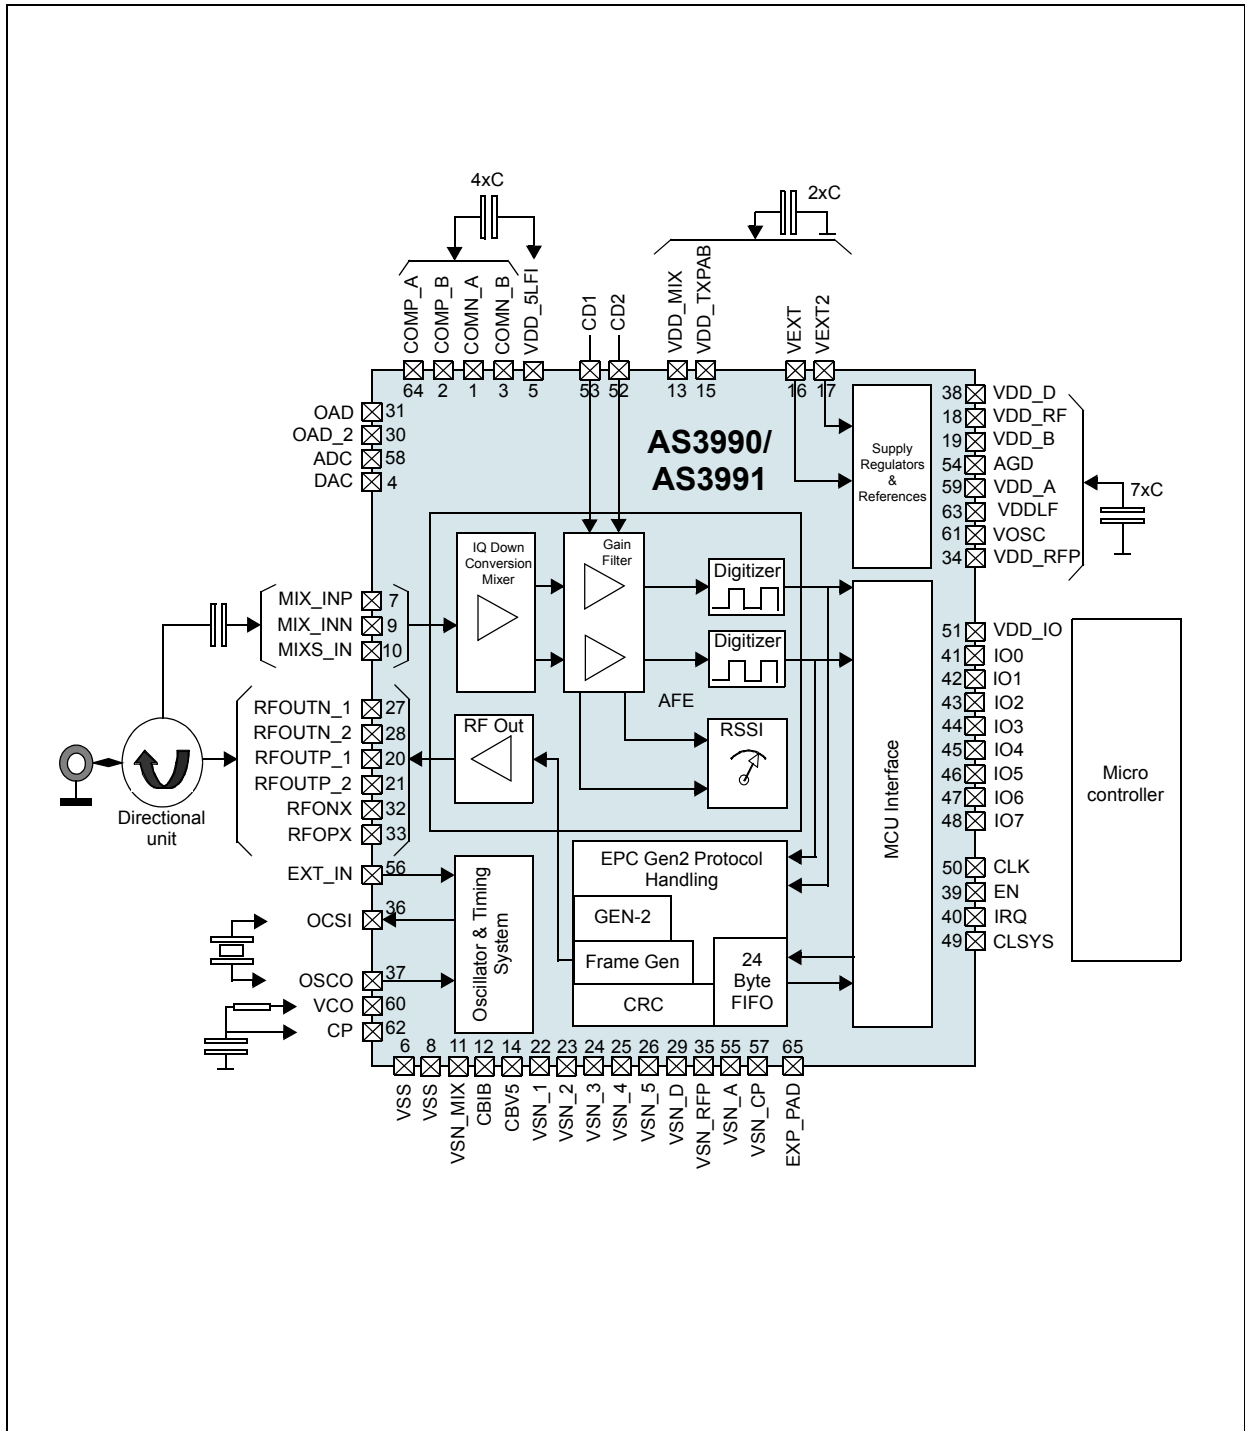 4xC
2xC
COMP_A
COMP_B
COMN_A
COMN_B
VDD_5LFI
CD1
CD2
VDD_MIX
VDD_TXPAB
VEXT
VEXT2
64
2
1
3
5
53
52
13
15
16
17
OAD 31
OAD_2 30
ADC 58
DAC 4
AS3990/
AS3991
Supply
Regulators
&
References
38 VDD_D
18 VDD_RF
19 VDD_B
54 AGD
59 VDD_A
63 VDDLF
61 VOSC
34 VDD_RFP
7xC
IQ Down
Conversion
Mixer
Gain
Filter
Digitizer
Digitizer
AFE
RSSI
RF Out
MIX_INP 7
MIX_INN 9
MIXS_IN 10
RFOUTN_1 27
RFOUTN_2 28
RFOUTP_1 20
RFOUTP_2 21
RFONX 32
RFOPX 33
Directional
unit
EXT_IN 56
OCSI 36
OSCO 37
VCO 60
CP 62
Oscillator & Timing
System
EPC Gen2 Protocol
Handling
GEN-2
Frame Gen
CRC
24
Byte
FIFO
MCU Interface
51 VDD_IO
41 IO0
42 IO1
43 IO2
44 IO3
45 IO4
46 IO5
47 IO6
48 IO7
50 CLK
39 EN
40 IRQ
49 CLSYS
Micro
controller
6
8
11
12
14
22
23
24
25
26
29
35
55
57
65
VSS
VSS
VSN_MIX
CBIB
CBV5
VSN_1
VSN_2
VSN_3
VSN_4
VSN_5
VSN_D
VSN_RFP
VSN_A
VSN_CP
EXP_PAD